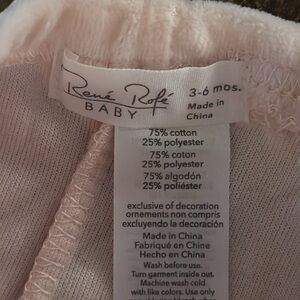 René Rofé
BABY
3-6 mos.
Made in
China
75% cotton
25% polyester
75% coton
25% polyester
75% algodón
25% poliéster
exclusive of decoration
ornements non compris
excluyendo la decoración
Made in China
Fabriqué en Chine
Hecho en China
Wash before use.
Turn garment inside out.
Machine wash cold
with like colors. Use only